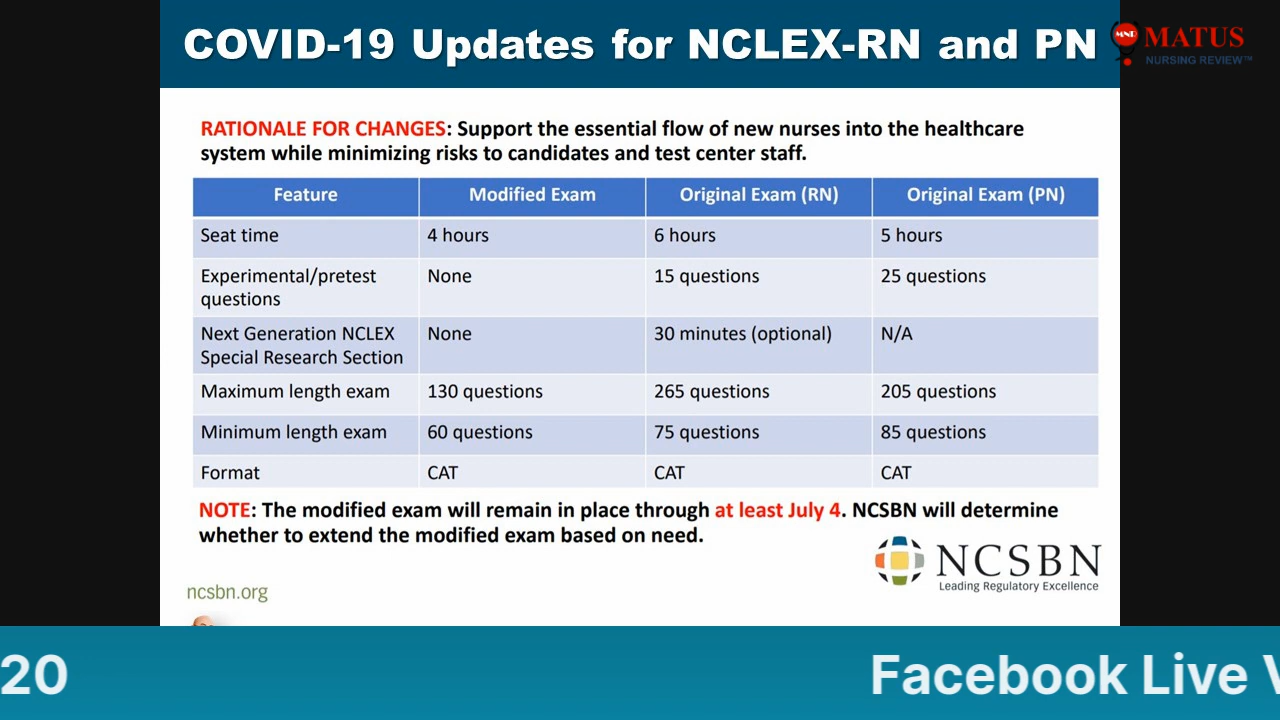 COVID-19 Updates for NCLEX-RN and PN
MNR MATUS
NURSING REVIEW™
RATIONALE FOR CHANGES: Support the essential flow of new nurses into the healthcare
system while minimizing risks to candidates and test center staff.
Feature Modified Exam Original Exam (RN) Original Exam (PN)
Seat time 4 hours 6 hours 5 hours
Experimental/pretest None 15 questions 25 questions
questions
Next Generation NCLEX None 30 minutes (optional) N/A
Special Research Section
Maximum length exam 130 questions 265 questions 205 questions
Minimum length exam 60 questions 75 questions 85 questions
Format CAT CAT CAT
NOTE: The modified exam will remain in place through at least July 4. NCSBN will determine
whether to extend the modified exam based on need.
NCSBN
Leading Regulatory Excellence
ncsbn.org
20 Facebook Live V